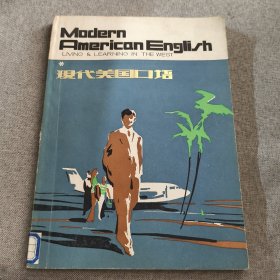 Modern
American English
LIVING & LEARNING IN THE WEST
现代美国口语